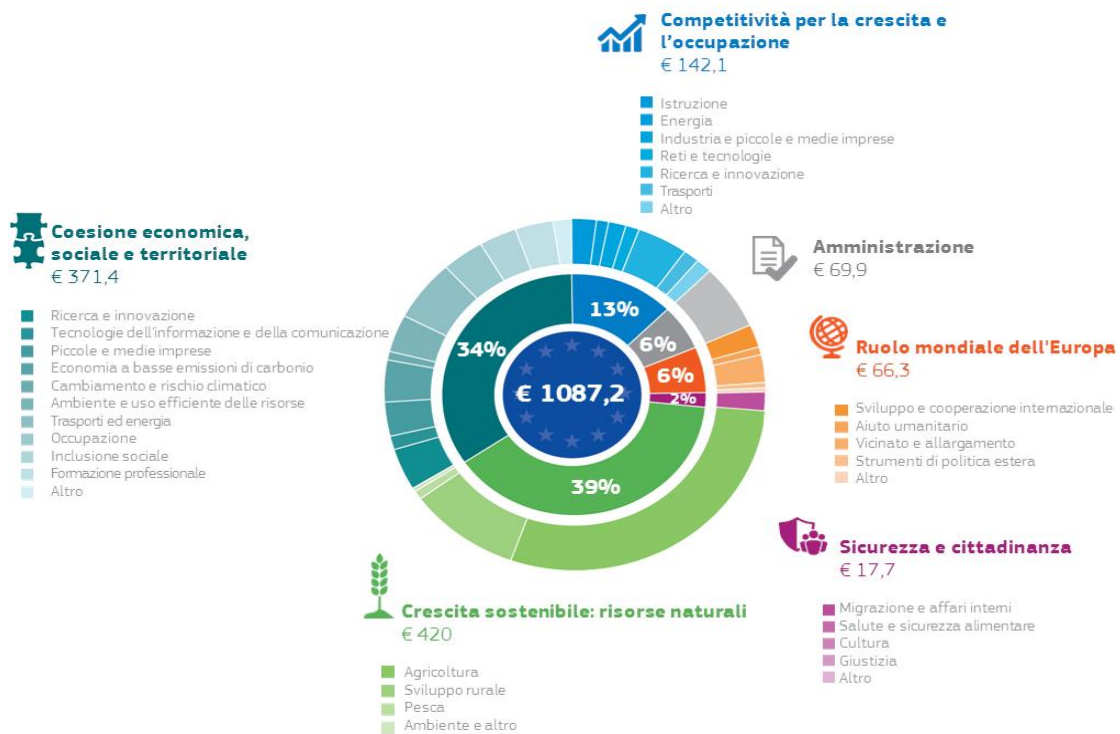 Competitività per la crescita e
l'occupazione
€ 142,1
Istruzione
Energia
Industria e piccole e medie imprese
Reti e tecnologie
Ricerca e innovazione
Trasporti
Altro
Coesione economica,
sociale e territoriale
€ 371,4
Ricerca e innovazione
Tecnologie dell'informazione e della comunicazione
Piccole e medie imprese
Economia a basse emissioni di carbonio
Cambiamento e rischio climatico
Ambiente e uso efficiente delle risorse
Trasporti ed energia
Occupazione
Inclusione sociale
Formazione professionale
Altro
13%
6%
6%
2%
39%
34%
€ 1087,2
Amministrazione
€ 69,9
Ruolo mondiale dell'Europa
€ 66,3
Sviluppo e cooperazione internazionale
Aiuto umanitario
Vicinato e allargamento
Strumenti di politica estera
Altro
Sicurezza e cittadinanza
€ 17,7
Migrazione e affari interni
Salute e sicurezza alimentare
Cultura
Giustizia
Altro
Crescita sostenibile: risorse naturali
€ 420
Agricoltura
Sviluppo rurale
Pesca
Ambiente e altro